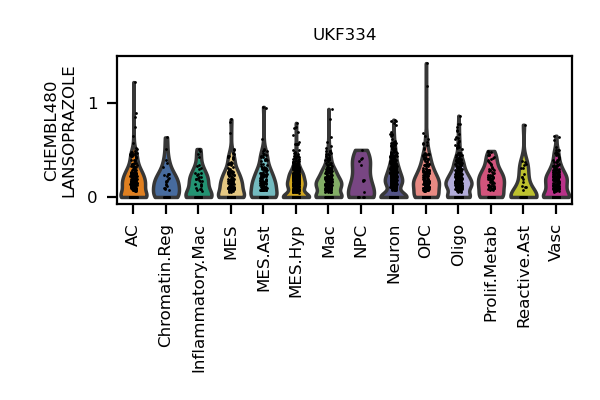 UKF334
CHEMBL480
LANSOPRAZOLE
1
0
AC
Chromatin.Reg
Inflammatory.Mac
MES
MES.Ast
MES.Hyp
Mac
NPC
Neuron
OPC
Oligo
Prolif.Metab
Reactive.Ast
Vasc